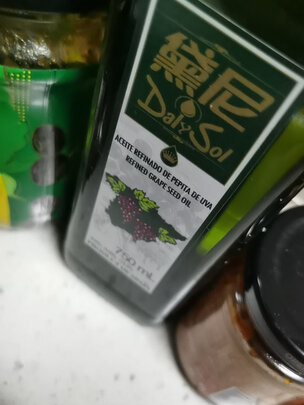 黛尼
Daly Sol
ACEITE REFINADO DE PEPITA DE UVA
REFINED GRAPE SEED OIL
750 mL